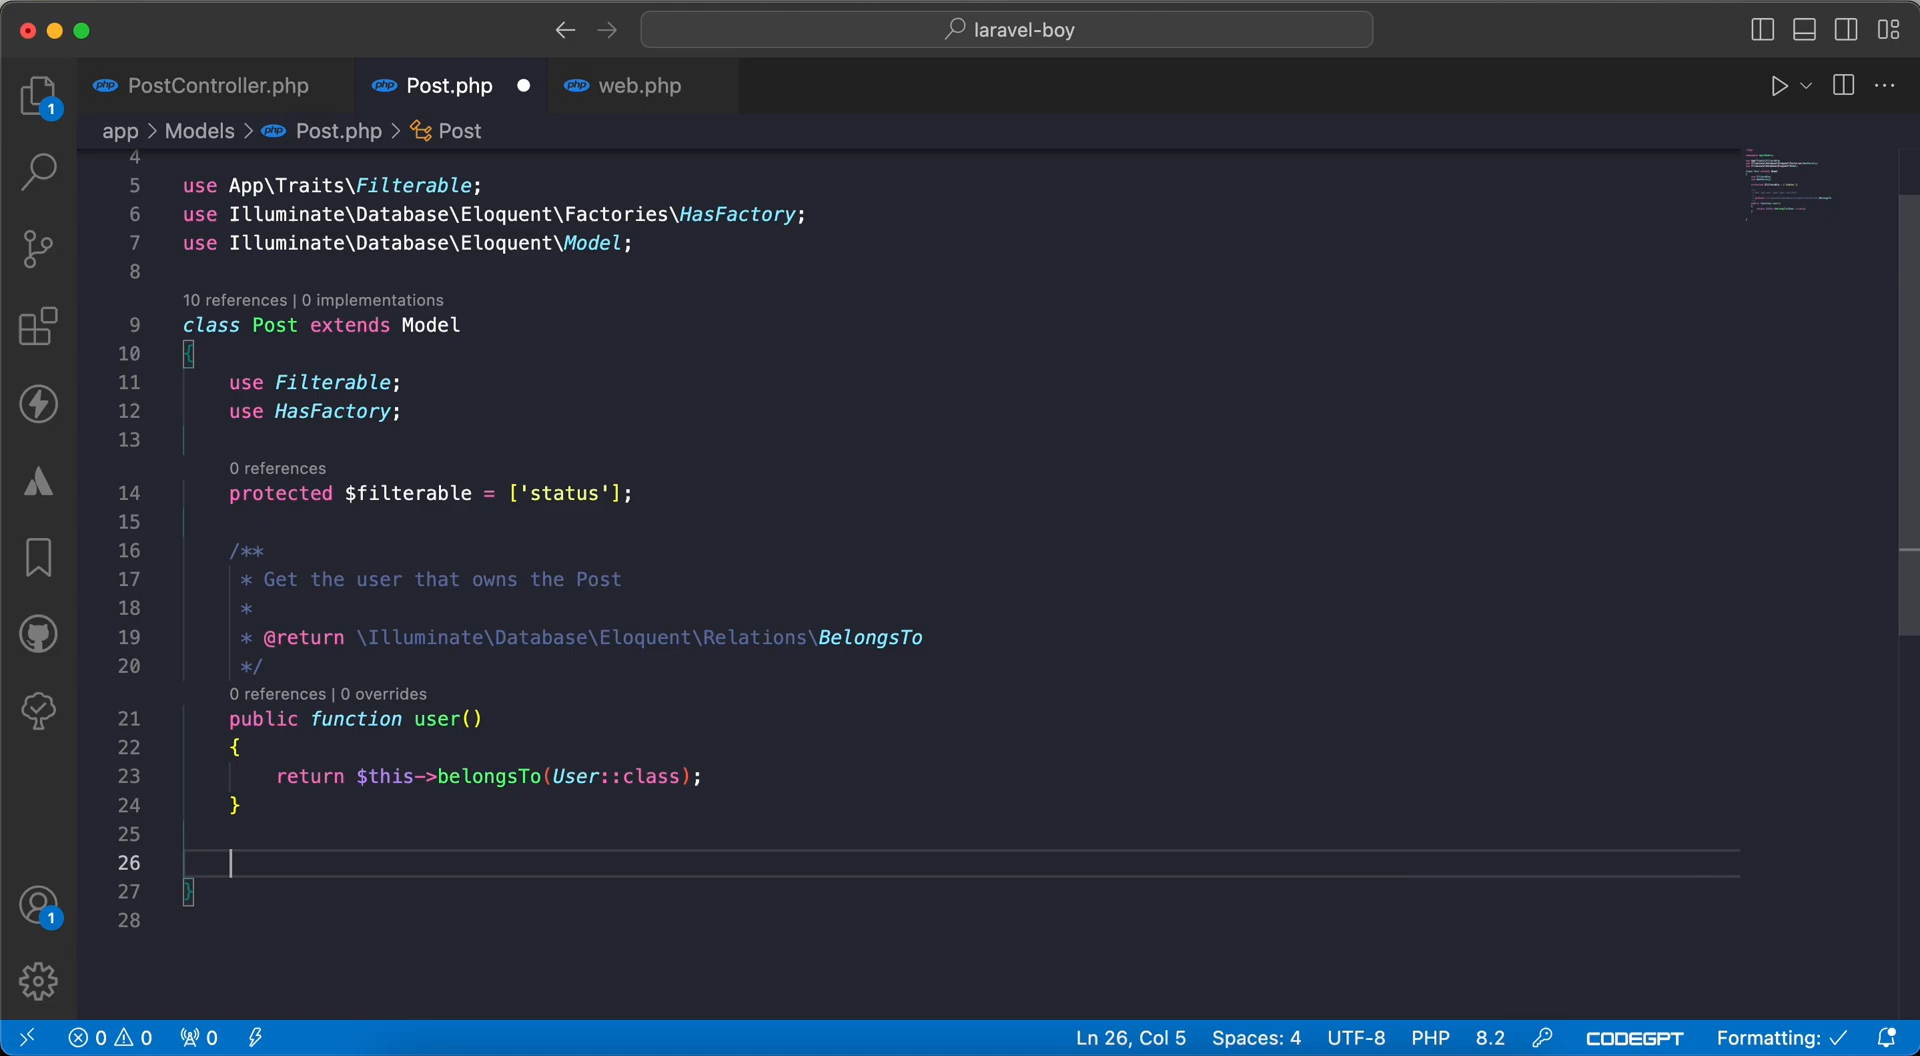 laravel-boy
PostController.php
Post.php
web.php
app > Models > Post.php > Post
4
5 use App\Traits\Filterable;
6 use Illuminate\Database\Eloquent\Factories\HasFactory;
7 use Illuminate\Database\Eloquent\Model;
8
10 references | 0 implementations
9 class Post extends Model
10 {
11 use Filterable;
12 use HasFactory;
13
0 references
14 protected $filterable = ['status'];
15
16 /**
17 * Get the user that owns the Post
18 *
19 * @return \Illuminate\Database\Eloquent\Relations\BelongsTo
20 */
0 references | 0 overrides
21 public function user()
22 {
23 return $this->belongsTo(User::class);
24 }
25
26
27 }
28
1
1
0 0 0 Ln 26, Col 5 Spaces: 4 UTF-8 PHP 8.2 CODEGPT Formatting: ✓